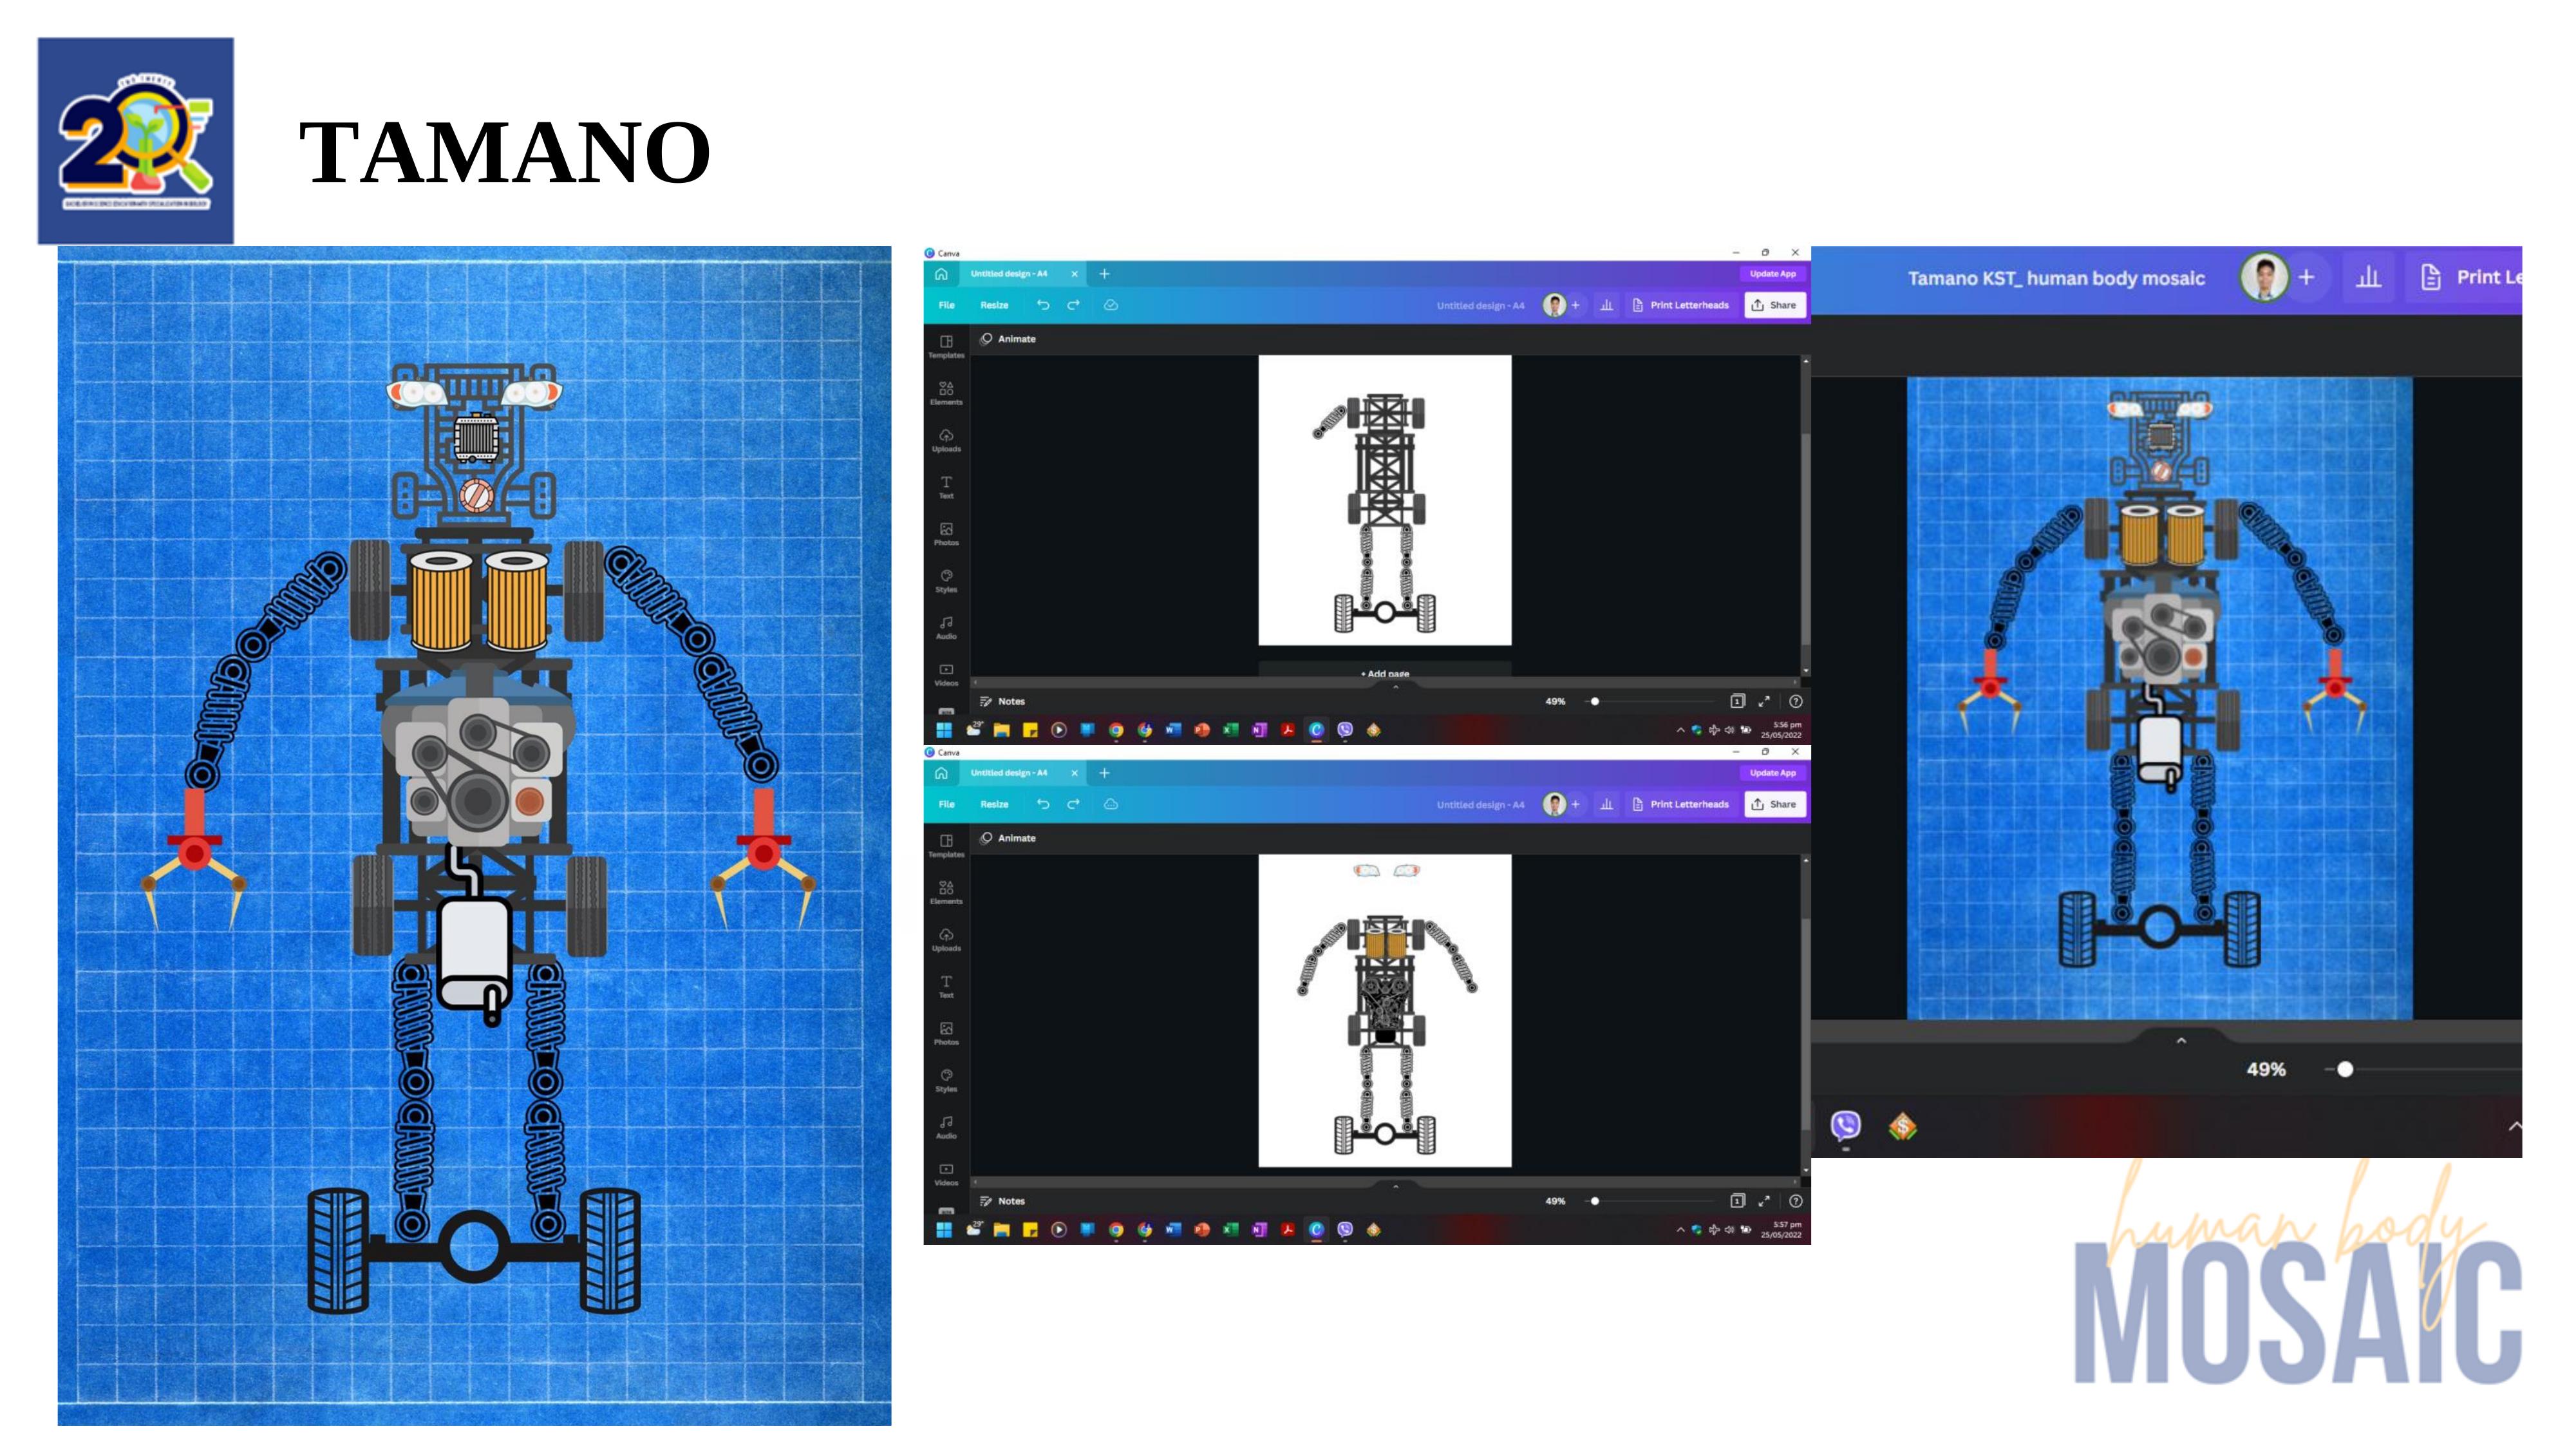 TAMANO
Canva
Untitled design - A4
Update App
File
Resize
Untitled design - A4
Print Letterheads
Share
Templates
Animate
Elements
Uploads
Text
Photos
Styles
Audio
Videos
+ Add page
Notes
49%
1
29°
5:56 pm
25/05/2022
Canva
Untitled design - A4
Update App
File
Resize
Untitled design - A4
Print Letterheads
Share
Templates
Animate
Elements
Uploads
Text
Photos
Styles
Audio
Videos
Notes
49%
1
29°
5:57 pm
25/05/2022
Tamano KST_ human body mosaic
Print Le
49%
human body
MOSAIC